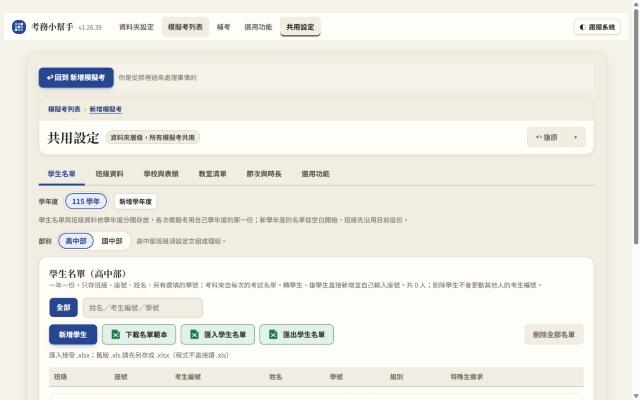 考務小幫手 v1.26.39 資料夾設定 模擬考列表 補考 選用功能 共用設定 跟隨系統
回到 新增模擬考 你是從那裡過來處理事情的
模擬考列表 › 新增模擬考
共用設定 資料夾層級・所有模擬考共用 復原
學生名單 班級資料 學校與表頭 教室清單 節次與時長 選用功能
學年度 115 學年 新增學年度
學生名單與班級資料依學年度分開存放，各次模擬考用自己學年度的那一份；新學年度的名單從空白開始、班級先沿用目前這份。
部別 高中部 國中部 高中部班級須設定文組或理組。
學生名單（高中部）
一年一份，只存班級、座號、姓名，另有選填的學號；考科來自每次的考試名單。轉學生、復學生直接新增並自己輸入座號。共 0 人；刪除學生不會更動其他人的考生編號。
全部 姓名／考生編號／學號
新增學生 下載名單範本 匯入學生名單 匯出學生名單 刪除全部名單
匯入接受 .xlsx；舊版 .xls 請先另存成 .xlsx（程式不直接讀 .xls）
班級 座號 考生編號 姓名 學號 組別 特殊生需求